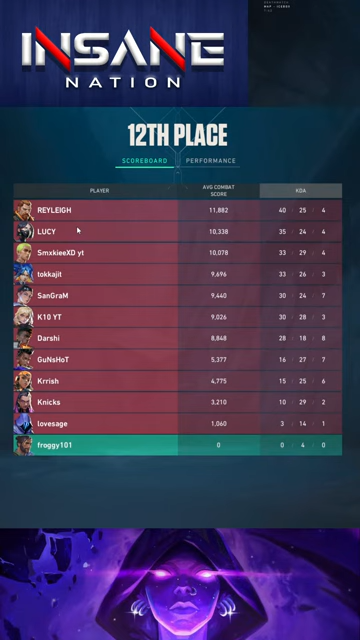 DEATHMATCH
INSANE
NATION
12TH PLACE
SCOREBOARD PERFORMANCE
PLAYER AVG COMBAT SCORE KDA
REYLEIGH 11,882 40 / 25 / 4
LUCY 10,338 35 / 24 / 4
SmxkieeXD yt 10,078 33 / 29 / 4
tokkajit 9,696 33 / 26 / 3
SanGraM 9,440 30 / 24 / 7
K10 YT 9,026 30 / 28 / 3
Darshi 8,848 28 / 18 / 8
GuNsHoT 5,377 16 / 27 / 7
Krrish 4,775 15 / 25 / 6
Knicks 3,210 10 / 29 / 2
lovesage 1,060 3 / 14 / 1
froggy101 0 0 / 4 / 0